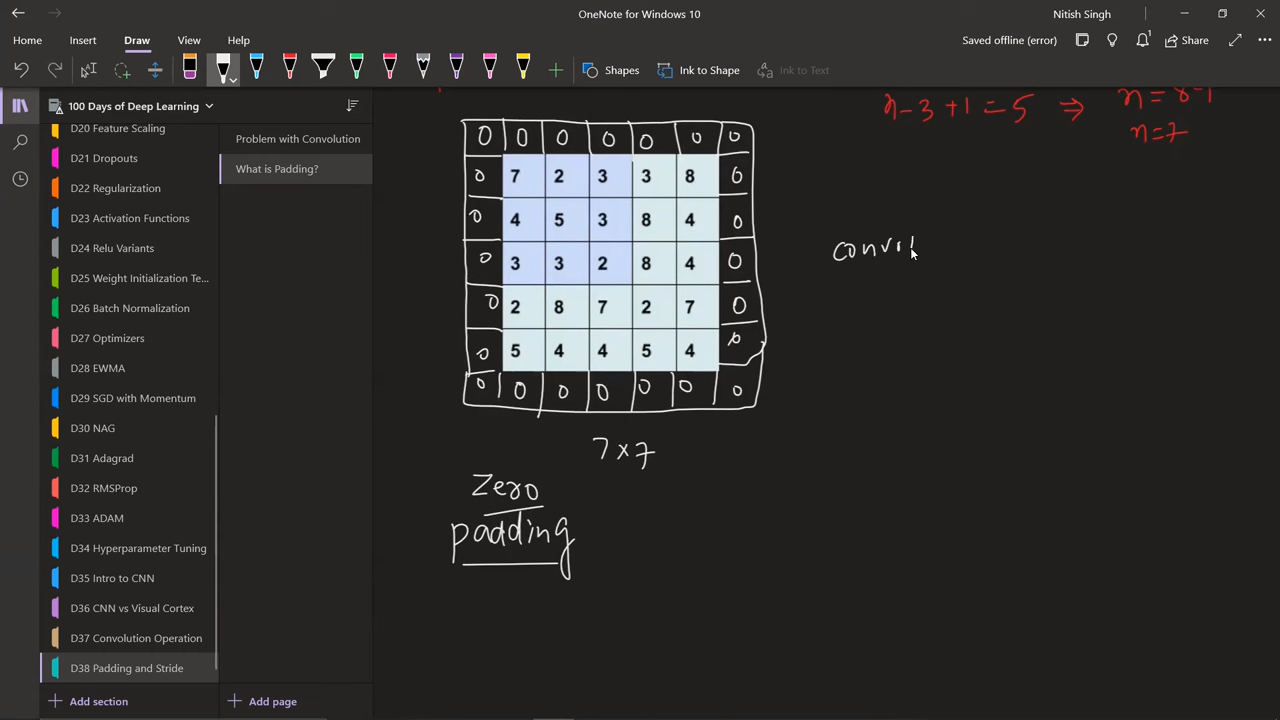 OneNote for Windows 10
Nitish Singh
Home
Insert
Draw
View
Help
Saved offline (error)
Share
Shapes
Ink to Shape
Ink to Text
100 Days of Deep Learning
D20 Feature Scaling
D21 Dropouts
D22 Regularization
D23 Activation Functions
D24 Relu Variants
D25 Weight Initialization Te...
D26 Batch Normalization
D27 Optimizers
D28 EWMA
D29 SGD with Momentum
D30 NAG
D31 Adagrad
D32 RMSProp
D33 ADAM
D34 Hyperparameter Tuning
D35 Intro to CNN
D36 CNN vs Visual Cortex
D37 Convolution Operation
D38 Padding and Stride
Add section
Problem with Convolution
What is Padding?
Add page
n-3+1=5 ⇒ n=8-1
n=7
0 0 0 0 0 0 0
0 7 2 3 3 8 0
0 4 5 3 8 4 0
0 3 3 2 8 4 0
0 2 8 7 2 7 0
0 5 4 4 5 4 0
0 0 0 0 0 0 0
7x7
Zero
padding
convol